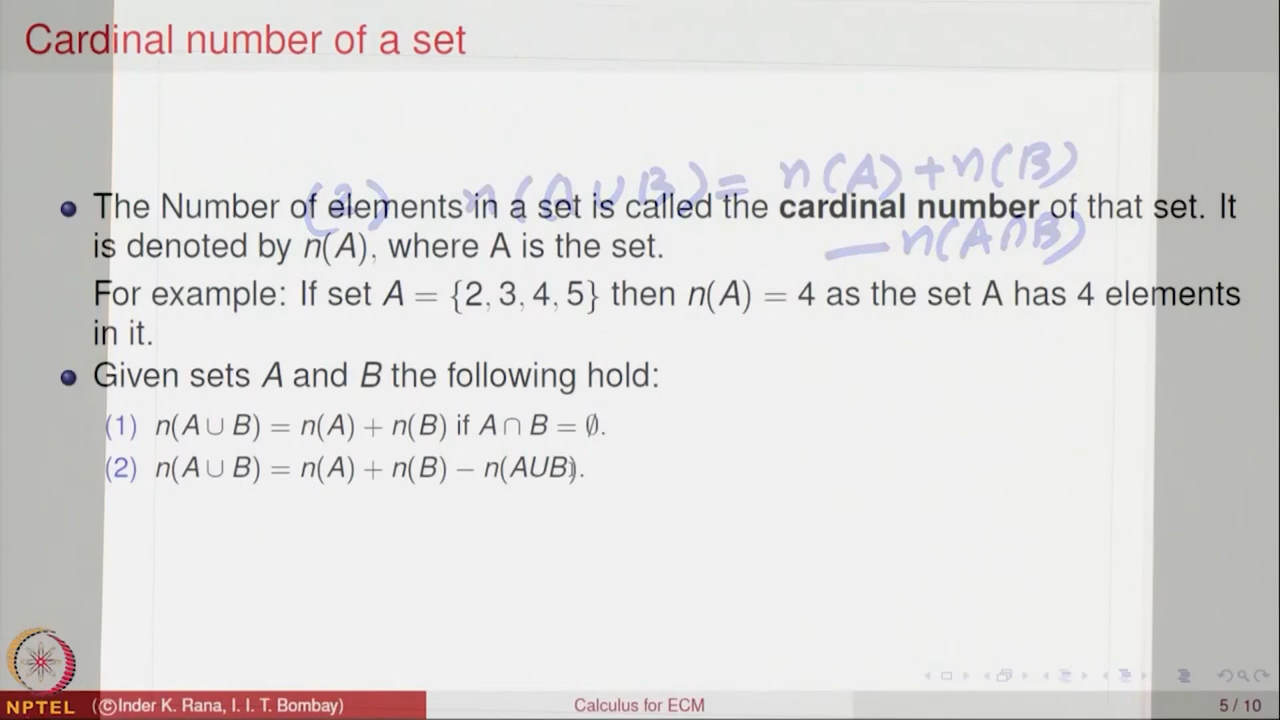 Cardinal number of a set
(2) n(A ∪ B) = n(A) + n(B)
— n(A ∩ B)
The Number of elements in a set is called the cardinal number of that set. It
is denoted by n(A), where A is the set.
For example: If set A = {2, 3, 4, 5} then n(A) = 4 as the set A has 4 elements
in it.
Given sets A and B the following hold:
(1) n(A ∪ B) = n(A) + n(B) if A ∩ B = ∅.
(2) n(A ∪ B) = n(A) + n(B) − n(AUB).
NPTEL
(©Inder K. Rana, I. I. T. Bombay)
Calculus for ECM
5 / 10